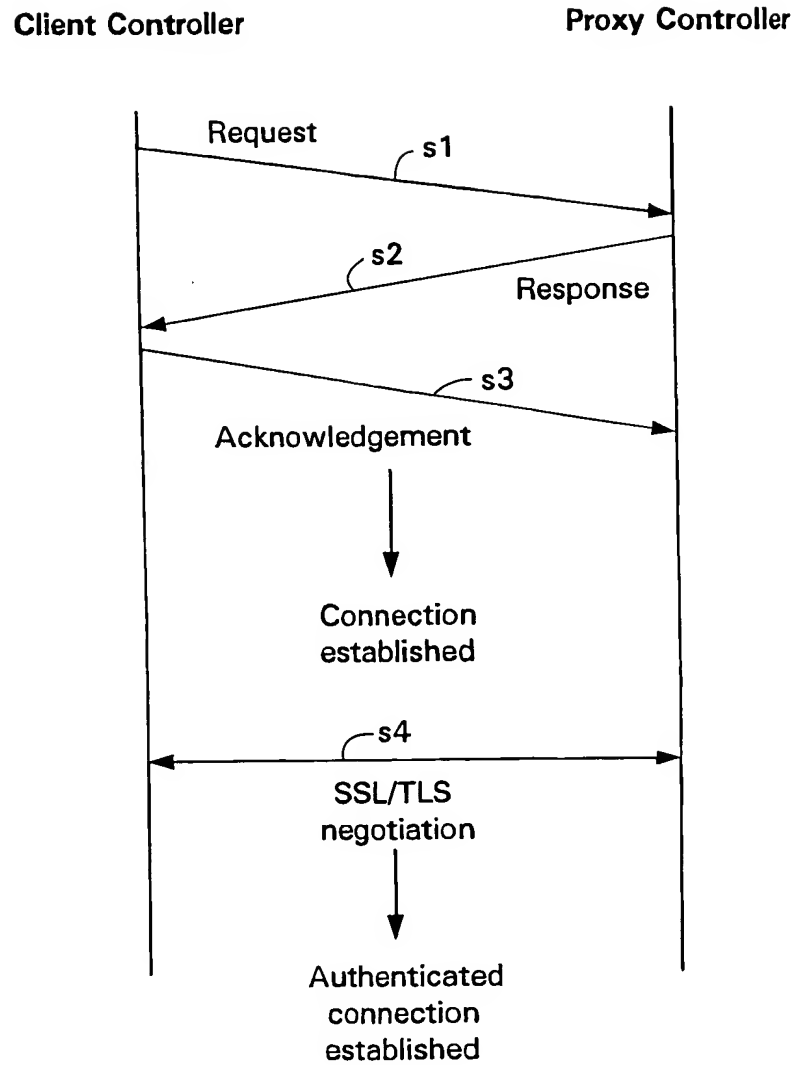 Client Controller
Proxy Controller
Request
s1
s2
Response
s3
Acknowledgement
Connection
established
s4
SSL/TLS
negotiation
Authenticated
connection
established